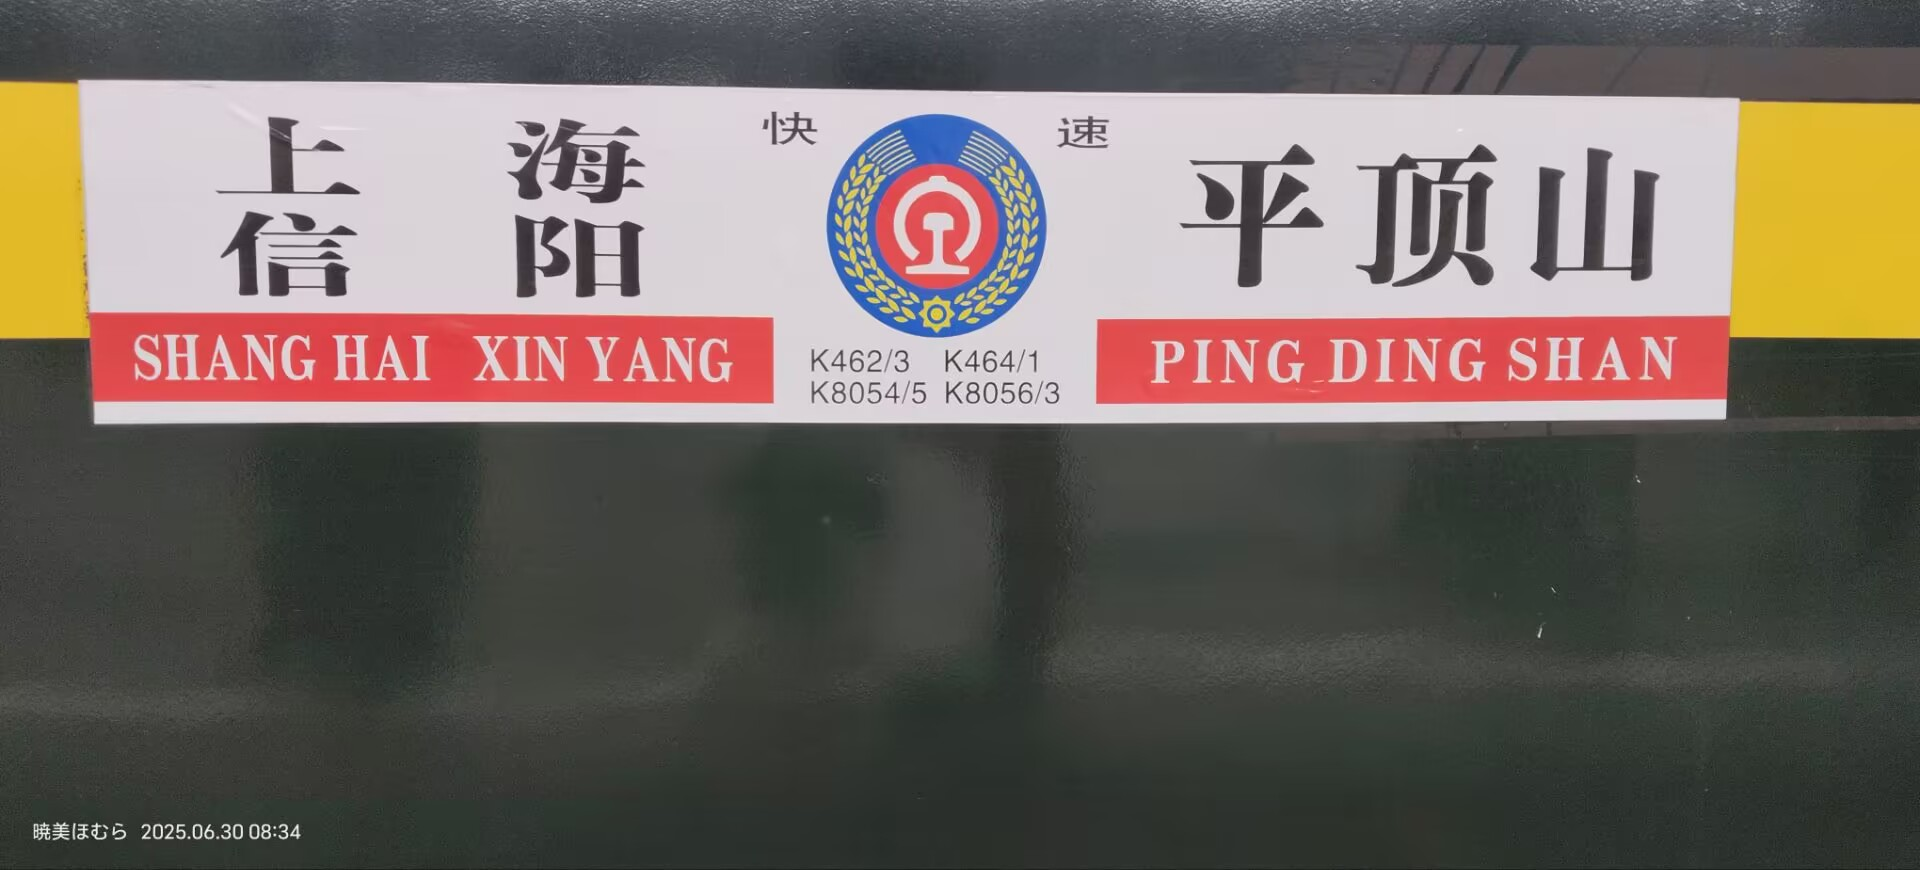 上海
信阳
SHANG HAI XIN YANG
快速
K462/3 K464/1
K8054/5 K8056/3
平顶山
PING DING SHAN
暁美ほむら 2025.06.30 08:34